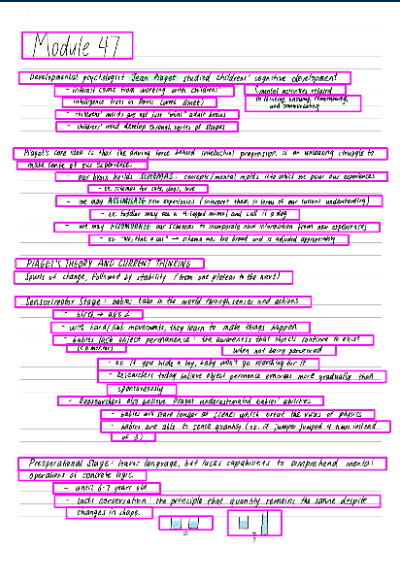 Module 47
Developmental psychologist Jean Piaget studied childrens' cognitive development
- interest came from working with childrens' (mental activities related
intelligence tests in Paris (wrote Binet) to thinking, knowing, remembering,
- childrens' minds are not just "mini" adult brains and communicating
- childrens' mind develop through series of stages
Piaget's core idea is that the driving force behind intellectual progression is an unceasing struggle to
make sense of our experience.
- our brain builds SCHEMAS: concepts/mental molds into which we pour our experiences
- ex. schemas for cats, dogs, love
- we may ASSIMILATE new experiences (interpret them in terms of our current understanding)
- ex. toddler may see a 4-legged animal and call it a dog
- we may ACCOMMODATE our schemas to incorporate new information from new experiences
- ex. "No, that's a cat" → schema was too broad and is adjusted appropriately
PIAGET'S THEORY AND CURRENT THINKING
Spurts of change, followed by stability (from one plateau to the next)
Sensorimotor Stage: babies take in the world through senses and actions
- birth → age 2
- with hand/limb movements, they learn to make things happen
- babies lack object permanence: the awareness that objects continue to exist
(<8 months) when not being perceived
- ex. if you hide a toy, baby won't go searching for it
- Researchers today believe object permanence emerges more gradually than
spontaneously
- Researchers also believe Piaget underestimated babies' abilities
- babies will stare longer at scenes which break the rules of physics
- babies are able to sense quantity (ex. if jumper jumped 4 times instead
of 3)
Preoperational Stage: learns language, but lacks capabilities to comprehend mental
operations of concrete logic
- until 6-7 years old
- lacks conservation: the principle that quantity remains the same despite
changes in shape.